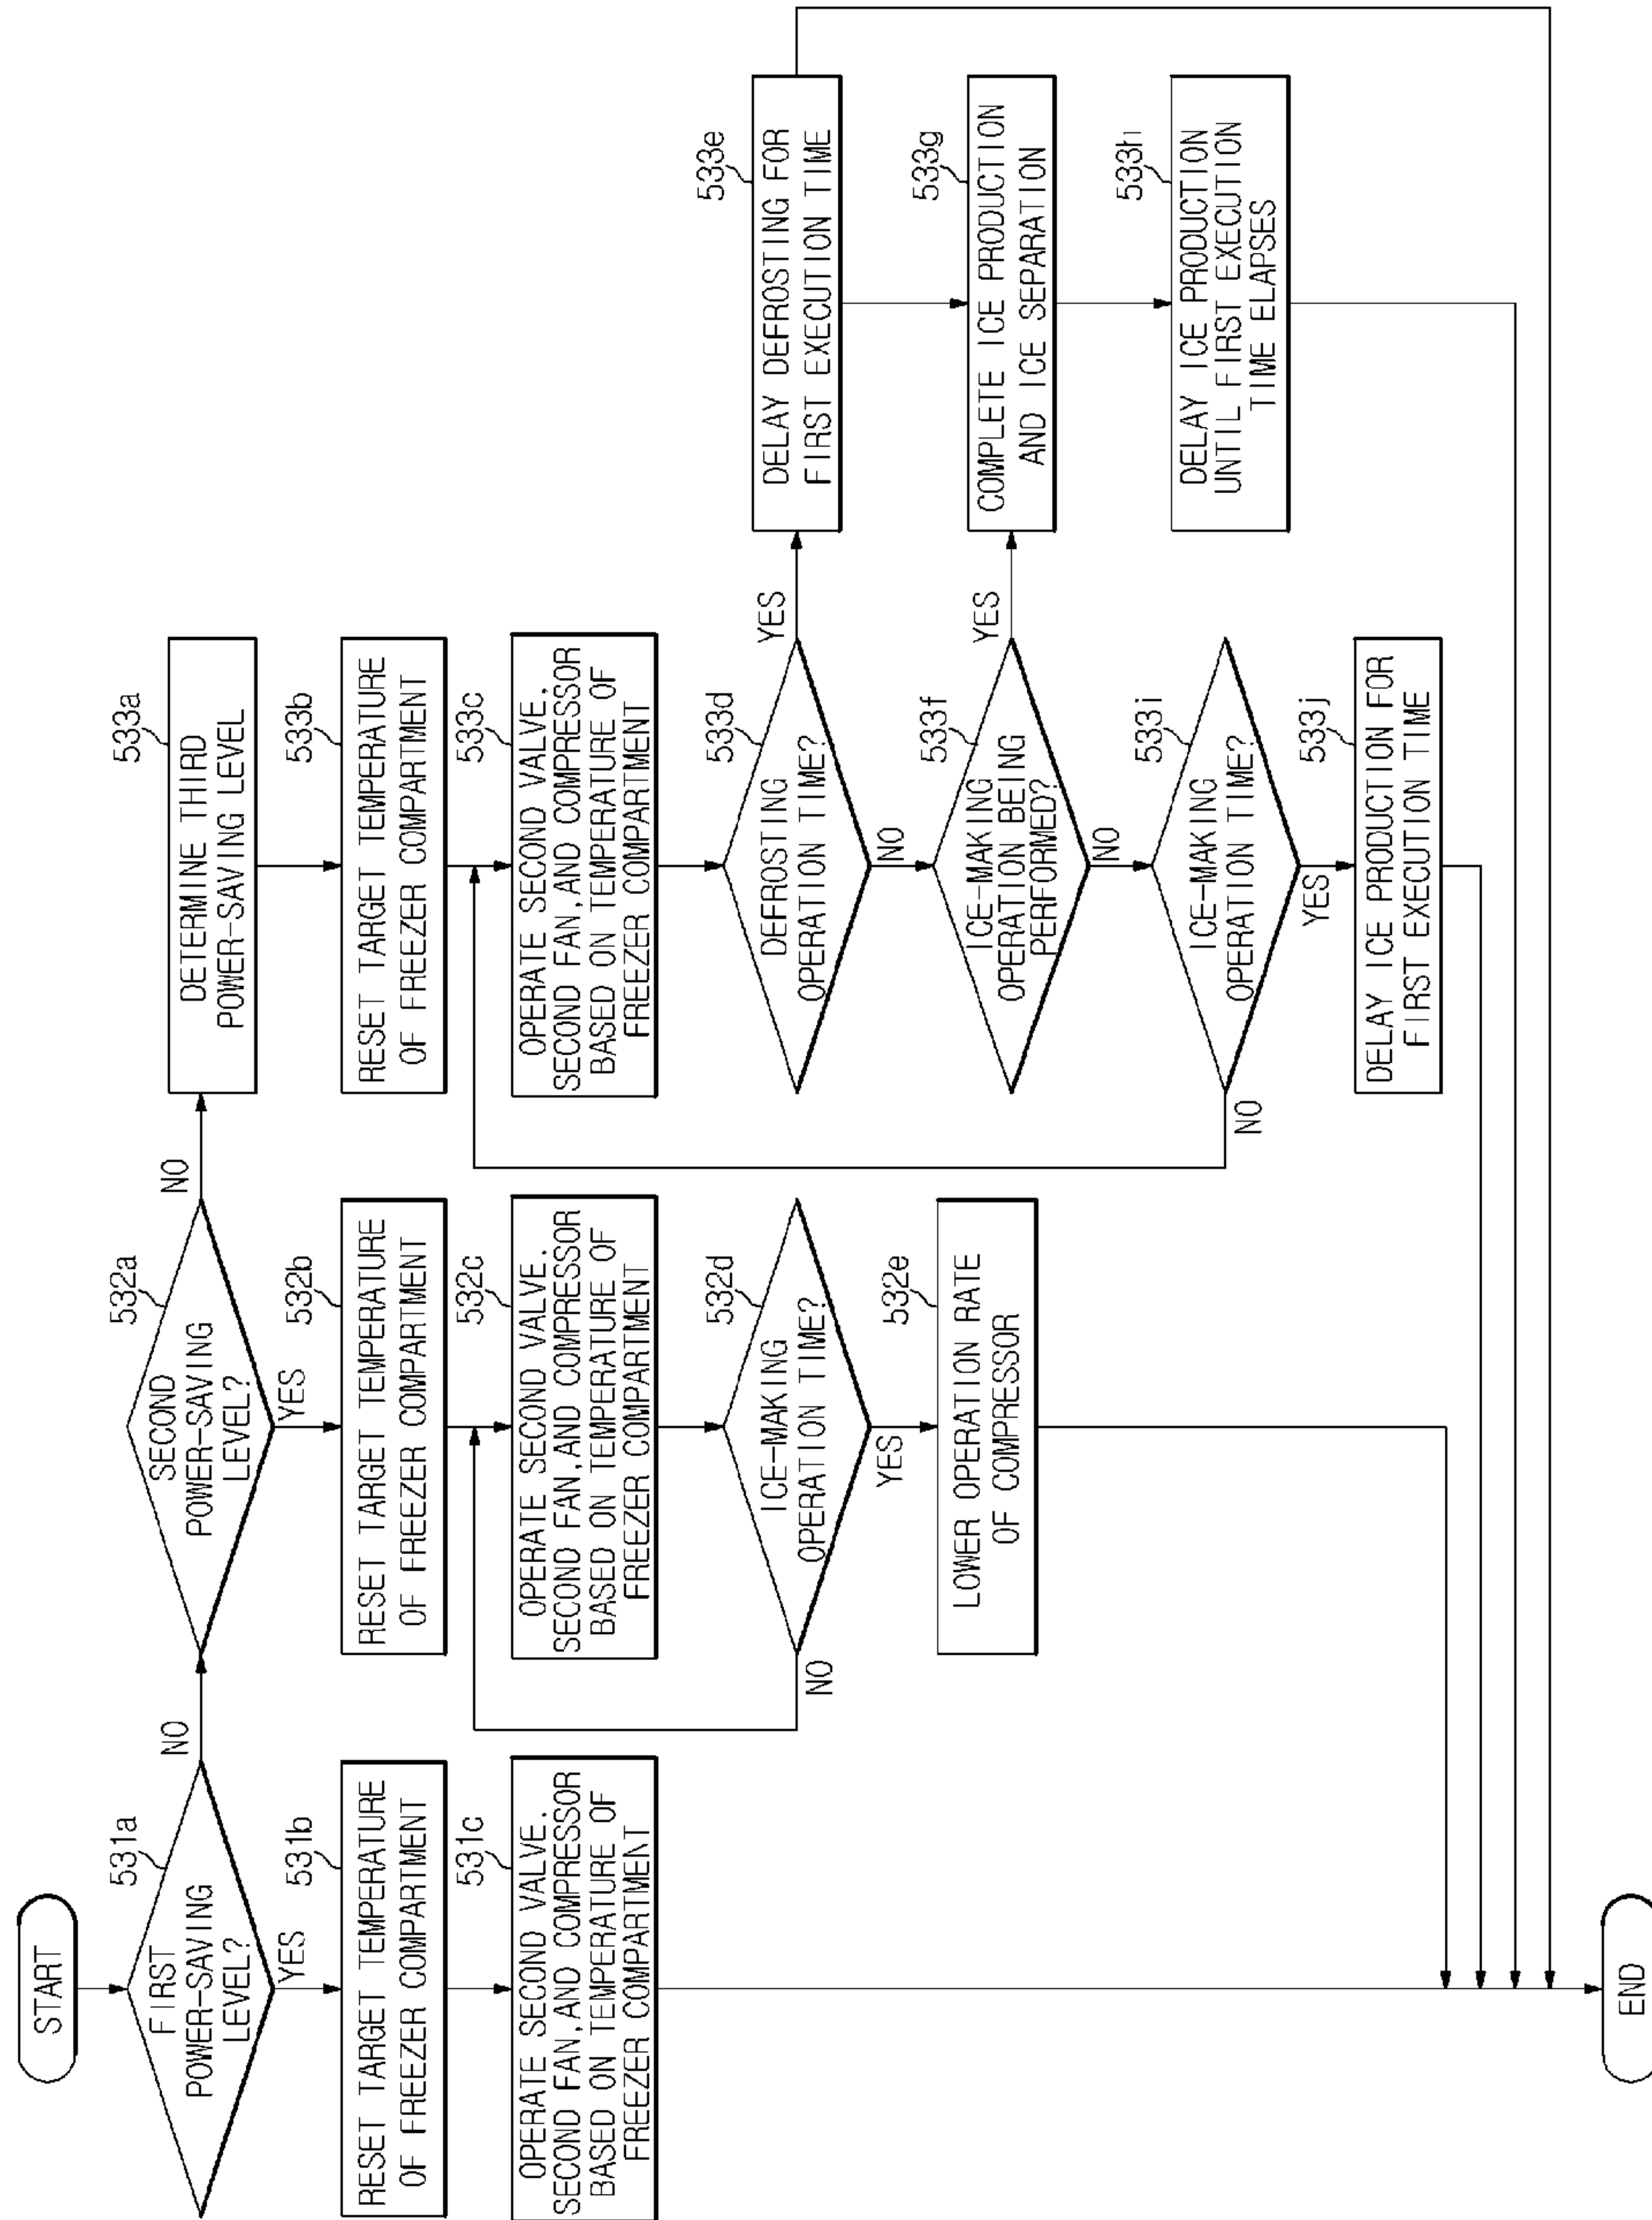 START
531a
FIRST
POWER-SAVING
LEVEL?
NO
YES
531b
RESET TARGET TEMPERATURE
OF FREEZER COMPARTMENT
531c
OPERATE SECOND VALVE.
SECOND FAN,AND COMPRESSOR
BASED ON TEMPERATURE OF
FREEZER COMPARTMENT
532a
SECOND
POWER-SAVING
LEVEL?
NO
YES
532b
RESET TARGET TEMPERATURE
OF FREEZER COMPARTMENT
532c
OPERATE SECOND VALVE.
SECOND FAN,AND COMPRESSOR
BASED ON TEMPERATURE OF
FREEZER COMPARTMENT
532d
ICE-MAKING
OPERATION TIME?
NO
YES
532e
LOWER OPERATION RATE
OF COMPRESSOR
533a
DETERMINE THIRD
POWER-SAVING LEVEL
533b
RESET TARGET TEMPERATURE
OF FREEZER COMPARTMENT
533c
OPERATE SECOND VALVE.
SECOND FAN,AND COMPRESSOR
BASED ON TEMPERATURE OF
FREEZER COMPARTMENT
533d
DEFROSTING
OPERATION TIME?
YES
NO
533e
DELAY DEFROSTING FOR
FIRST EXECUTION TIME
533f
ICE-MAKING
OPERATION BEING
PERFORMED?
YES
NO
533g
COMPLETE ICE PRODUCTION
AND ICE SEPARATION
533h
DELAY ICE PRODUCTION
UNTIL FIRST EXECUTION
TIME ELAPSES
533i
ICE-MAKING
OPERATION TIME?
NO
YES
533j
DELAY ICE PRODUCTION FOR
FIRST EXECUTION TIME
END